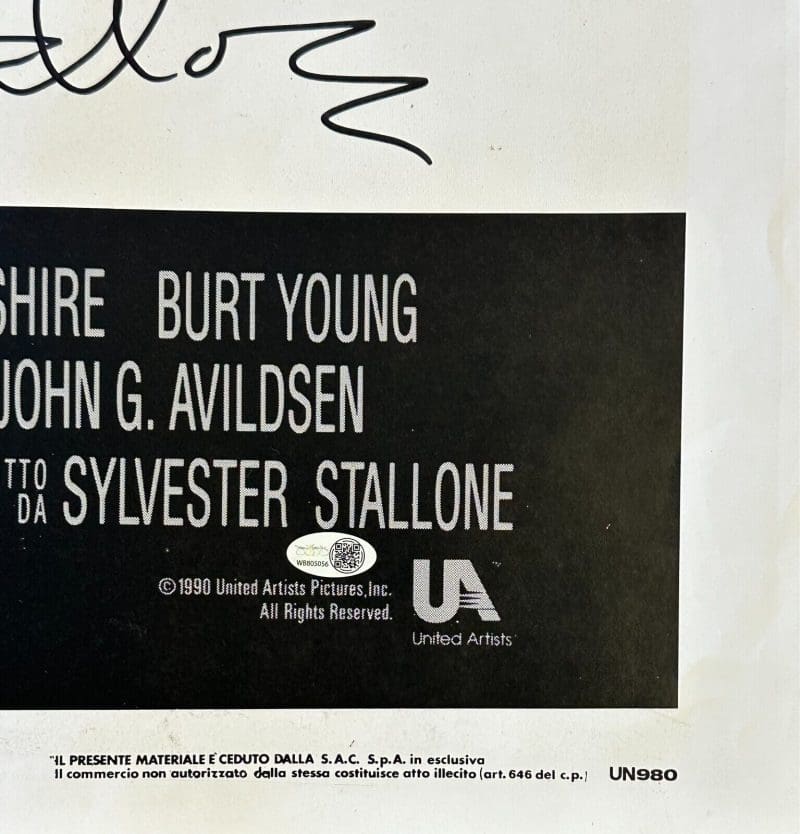 SHIRE BURT YOUNG
JOHN G. AVILDSEN
TTO DA SYLVESTER STALLONE
WB805056
©1990 United Artists Pictures, Inc.
All Rights Reserved.
UA
United Artists
"IL PRESENTE MATERIALE E' CEDUTO DALLA S.A.C. S.p.A. in esclusiva
Il commercio non autorizzato dalla stessa costituisce atto illecito (art. 646 del c.p.)
UN980